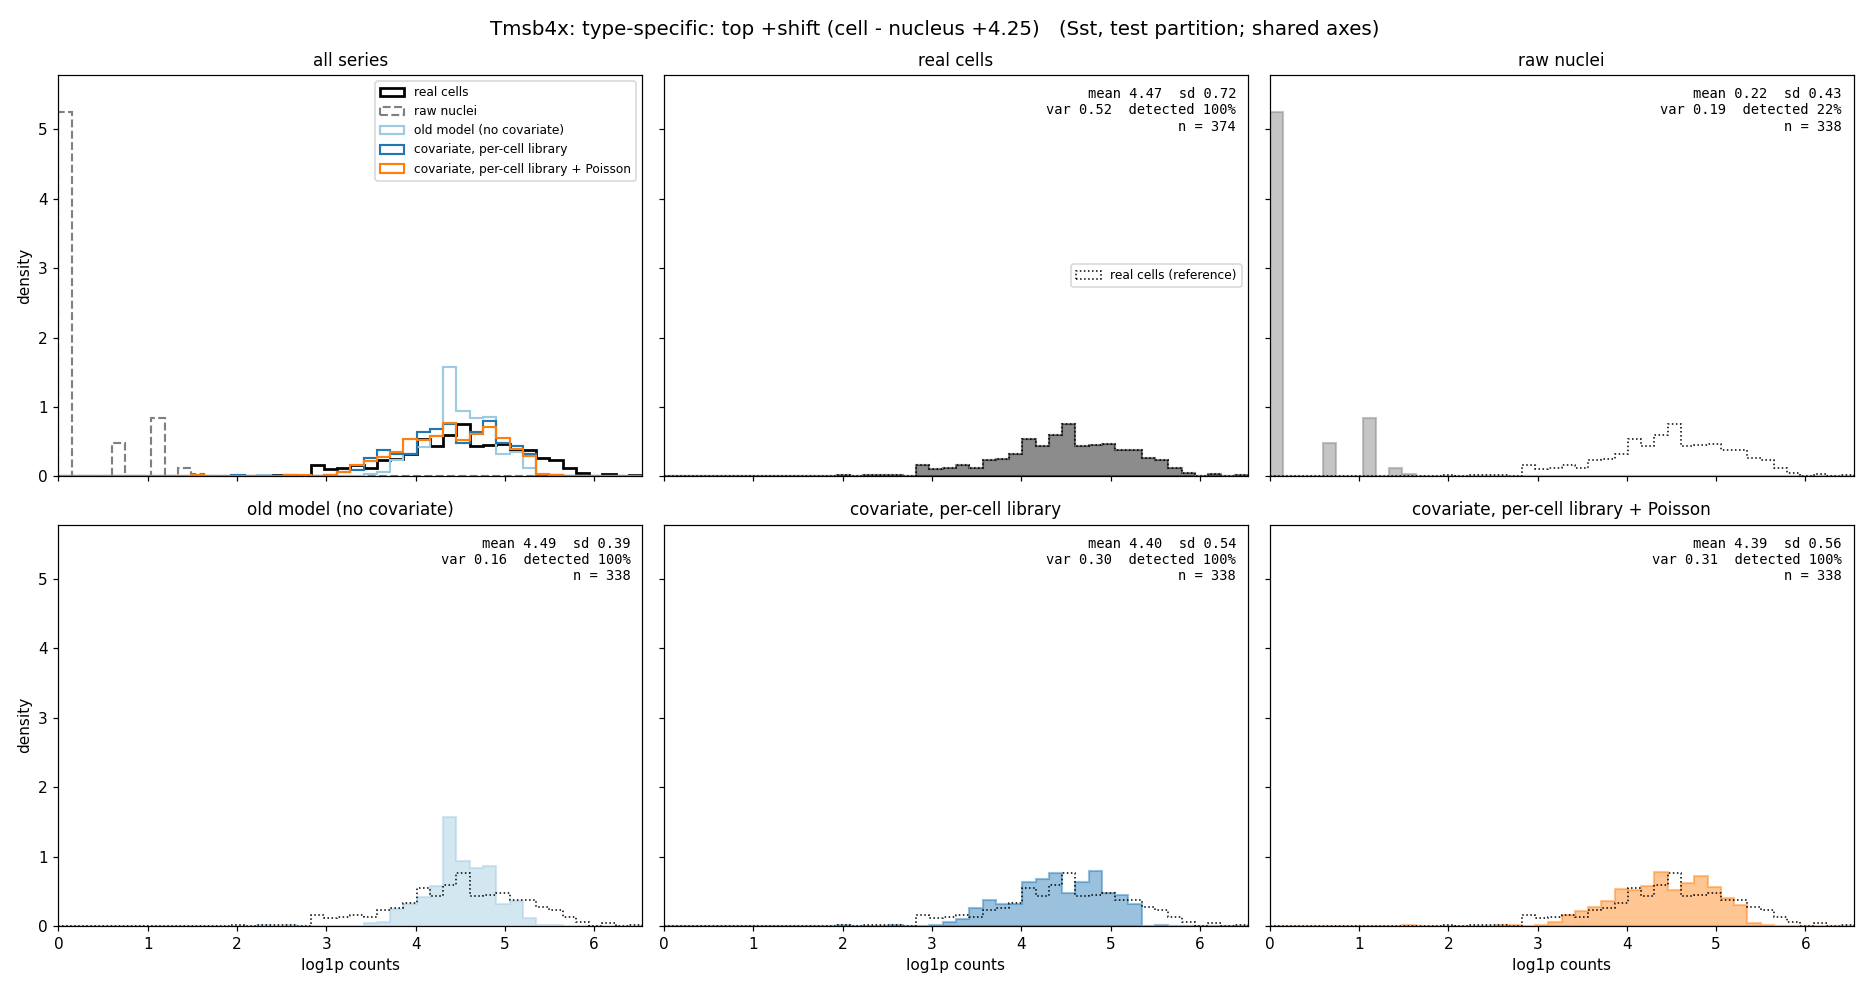 Tmsb4x: type-specific: top +shift (cell - nucleus +4.25)   (Sst, test partition; shared axes)
all series
real cells
raw nuclei
old model (no covariate)
covariate, per-cell library
covariate, per-cell library + Poisson
density
5
4
3
2
1
0
real cells
mean 4.47  sd 0.72
var 0.52  detected 100%
n = 374
real cells (reference)
raw nuclei
mean 0.22  sd 0.43
var 0.19  detected 22%
n = 338
old model (no covariate)
mean 4.49  sd 0.39
var 0.16  detected 100%
n = 338
density
5
4
3
2
1
0
0 1 2 3 4 5 6
log1p counts
covariate, per-cell library
mean 4.40  sd 0.54
var 0.30  detected 100%
n = 338
0 1 2 3 4 5 6
log1p counts
covariate, per-cell library + Poisson
mean 4.39  sd 0.56
var 0.31  detected 100%
n = 338
0 1 2 3 4 5 6
log1p counts